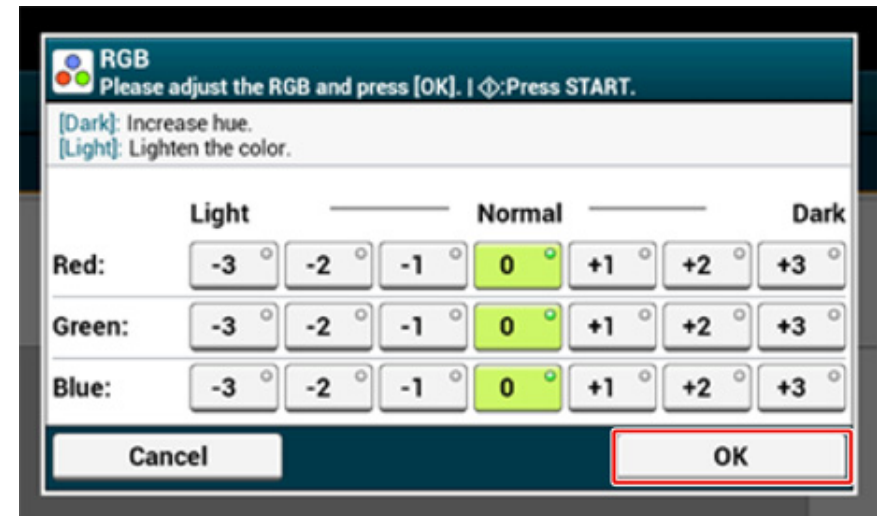 RGB
Please adjust the RGB and press [OK]. | :Press START.
[Dark]: Increase hue.
[Light]: Lighten the color.
Light Normal Dark
Red: -3 -2 -1 0 +1 +2 +3
Green: -3 -2 -1 0 +1 +2 +3
Blue: -3 -2 -1 0 +1 +2 +3
Cancel OK